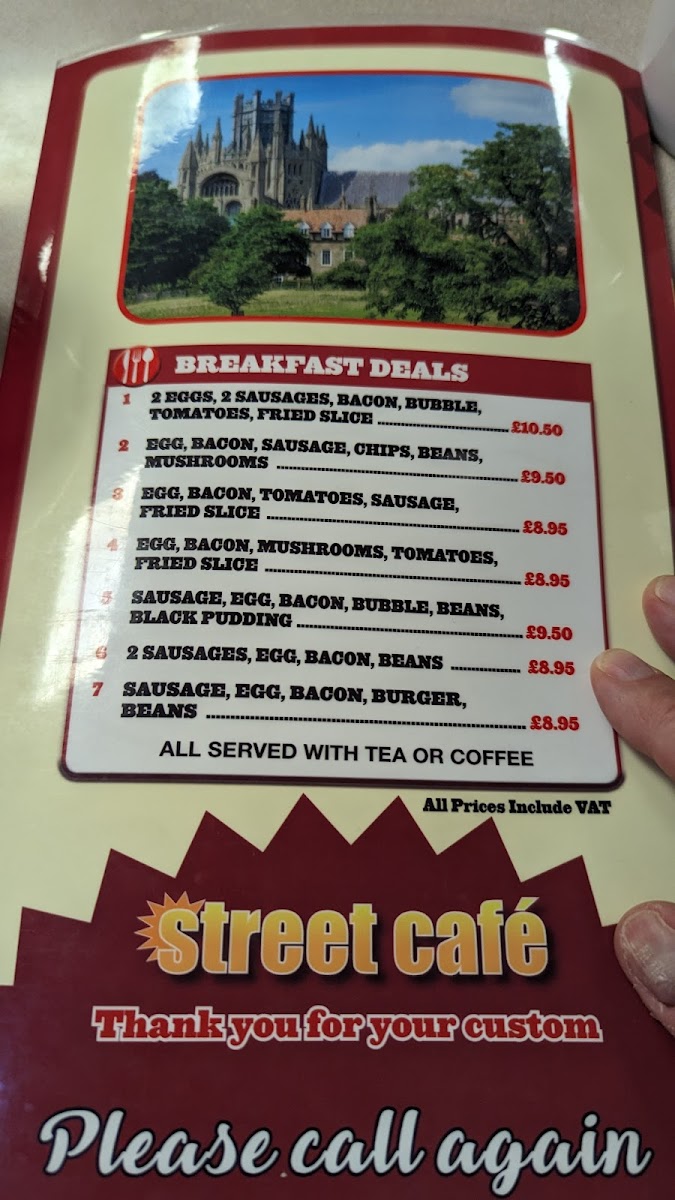 BREAKFAST DEALS
1 2 EGGS, 2 SAUSAGES, BACON, BUBBLE,
TOMATOES, FRIED SLICE £10.50
2 EGG, BACON, SAUSAGE, CHIPS, BEANS,
MUSHROOMS £9.50
3 EGG, BACON, TOMATOES, SAUSAGE,
FRIED SLICE £8.95
4 EGG, BACON, MUSHROOMS, TOMATOES,
FRIED SLICE £8.95
5 SAUSAGE, EGG, BACON, BUBBLE, BEANS,
BLACK PUDDING £9.50
6 2 SAUSAGES, EGG, BACON, BEANS £8.95
7 SAUSAGE, EGG, BACON, BURGER,
BEANS £8.95
ALL SERVED WITH TEA OR COFFEE
All Prices Include VAT
street café
Thank you for your custom
Please call again